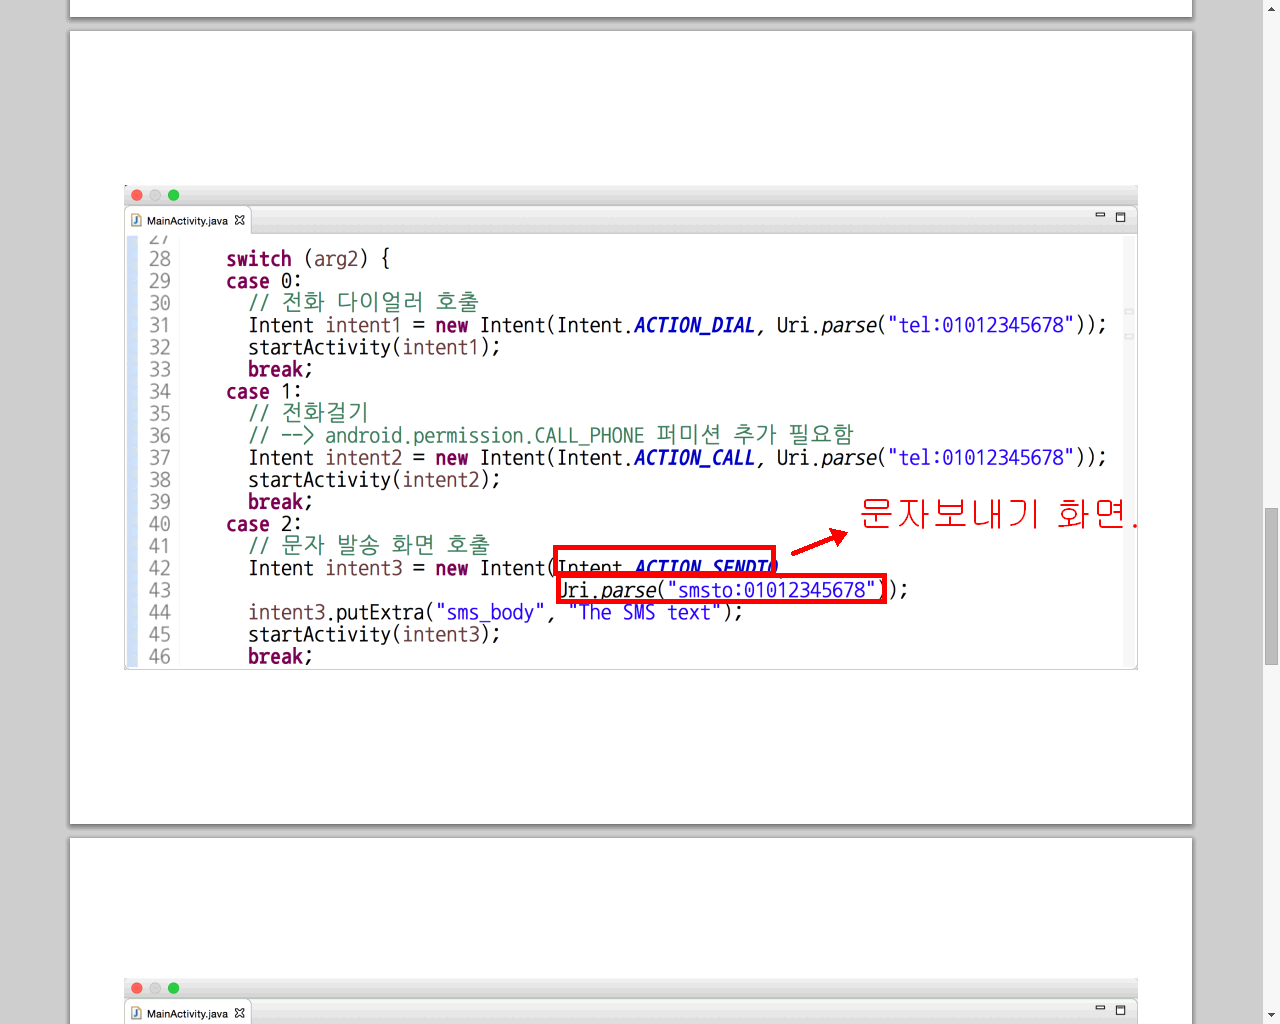 MainActivity.java
27
28 switch (arg2) {
29 case 0:
30 // 전화 다이얼러 호출
31 Intent intent1 = new Intent(Intent.ACTION_DIAL, Uri.parse("tel:01012345678"));
32 startActivity(intent1);
33 break;
34 case 1:
35 // 전화걸기
36 // --> android.permission.CALL_PHONE 퍼미션 추가 필요함
37 Intent intent2 = new Intent(Intent.ACTION_CALL, Uri.parse("tel:01012345678"));
38 startActivity(intent2);
39 break;
문자보내기 화면.
40 case 2:
41 // 문자 발송 화면 호출
42 Intent intent3 = new Intent(Intent.ACTION_SENDTO,
43 Uri.parse("smsto:01012345678"));
44 intent3.putExtra("sms_body", "The SMS text");
45 startActivity(intent3);
46 break;
MainActivity.java